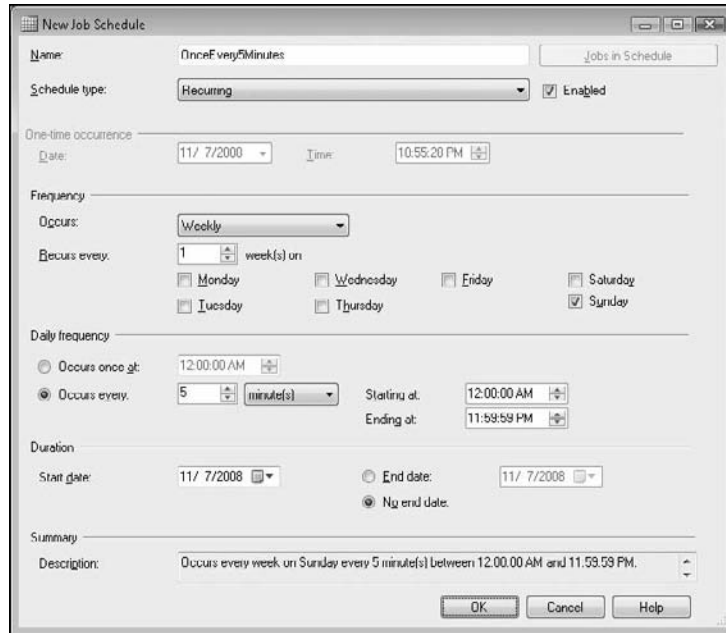 New Job Schedule
Name: OnceEvery5Minutes Jobs in Schedule
Schedule type: Recurring Enabled
One-time occurrence
Date: 11/ 7/2008 Time: 10:55:20 PM
Frequency
Occurs: Weekly
Recurs every: 1 week(s) on
Monday Wednesday Friday Saturday
Tuesday Thursday Sunday
Daily frequency
Occurs once at: 12:00:00 AM
Occurs every: 5 minute(s) Starting at: 12:00:00 AM
Ending at: 11:59:59 PM
Duration
Start date: 11/ 7/2008 End date: 11/ 7/2008
No end date
Summary
Description: Occurs every week on Sunday every 5 minute(s) between 12:00:00 AM and 11:59:59 PM.
OK Cancel Help